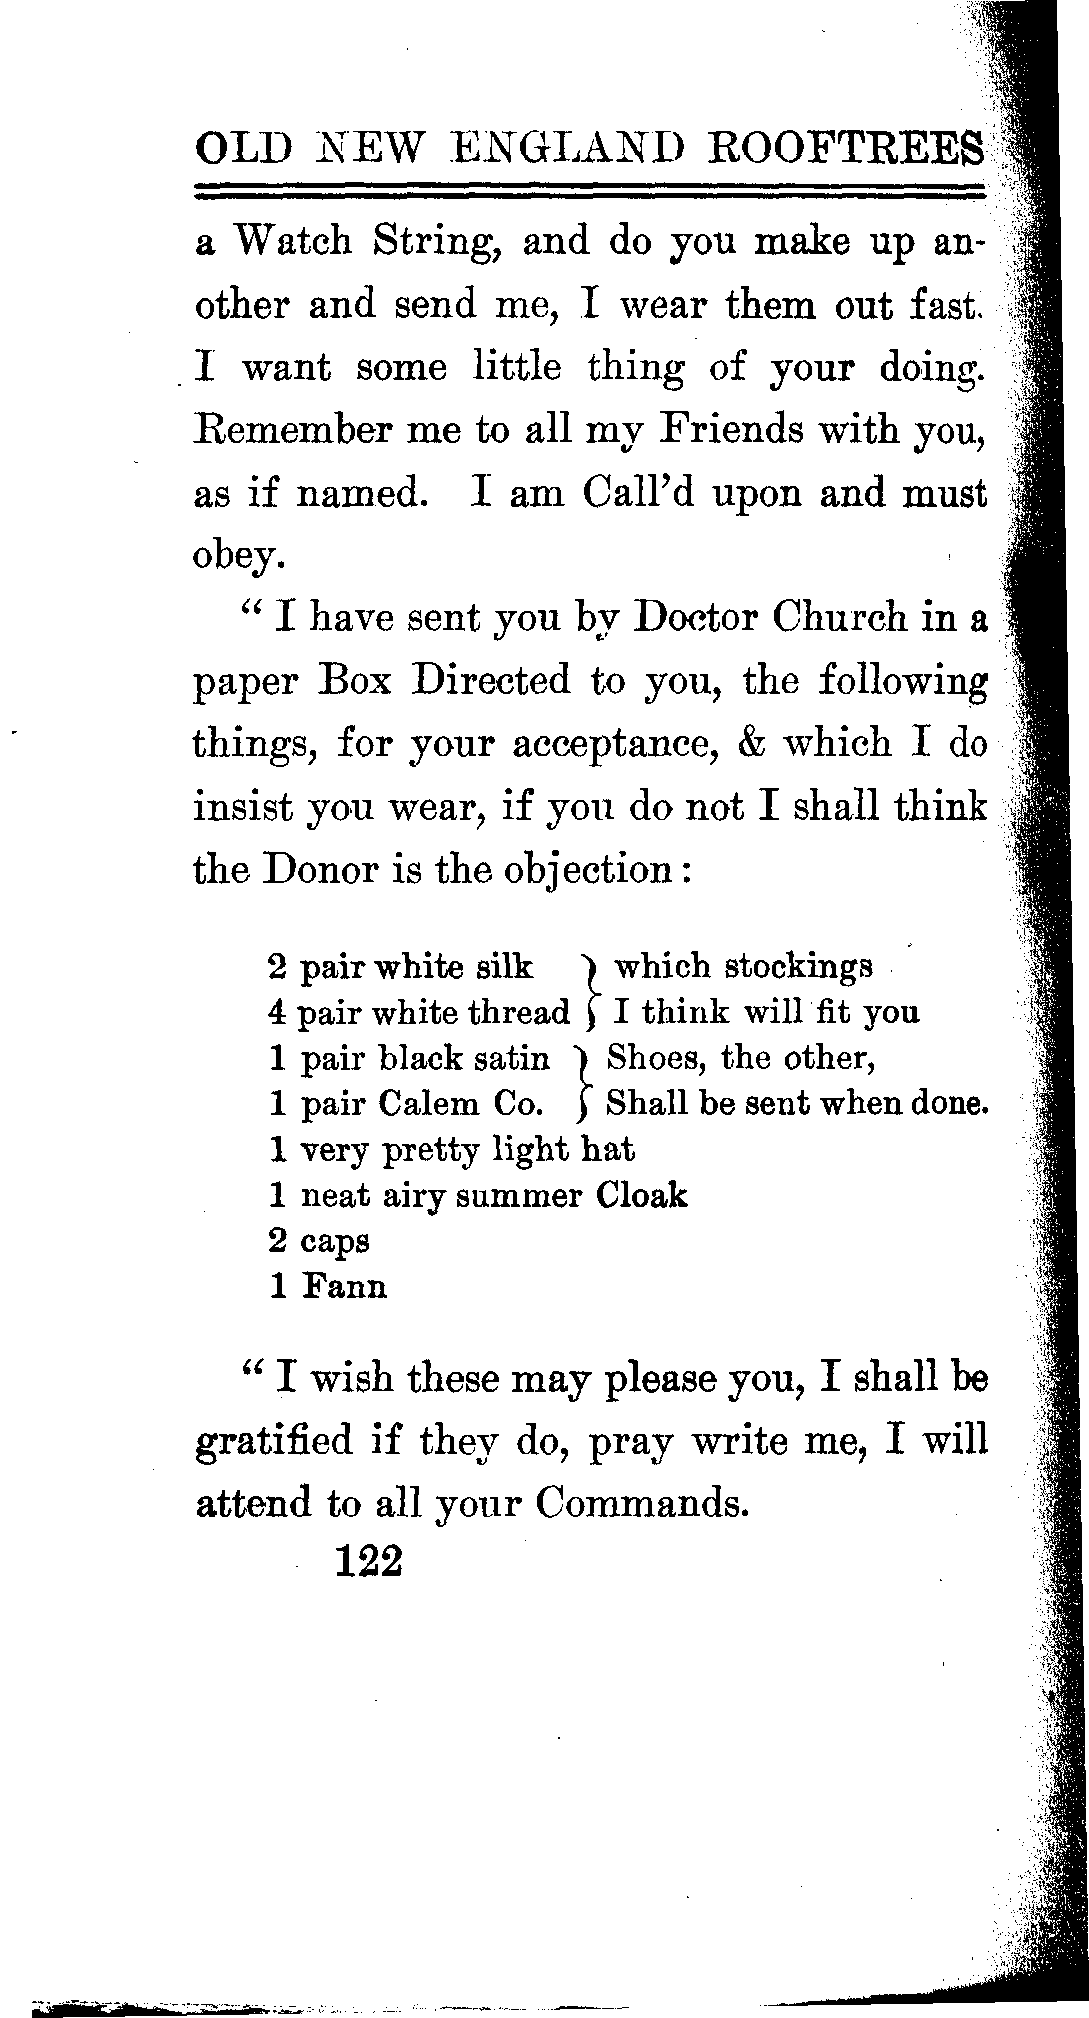 OLD NEW ENGLAND ROOFTREES
a Watch String, and do you make up an-
other and send me, I wear them out fast.
I want some little thing of your doing.
Remember me to all my Friends with you,
as if named. I am Call'd upon and must
obey.
" I have sent you by Doctor Church in a
paper Box Directed to you, the following
things, for your acceptance, & which I do
insist you wear, if you do not I shall think
the Donor is the objection :
2 pair white silk } which stockings
4 pair white thread } I think will fit you
1 pair black satin } Shoes, the other,
1 pair Calem Co. } Shall be sent when done.
1 very pretty light hat
1 neat airy summer Cloak
2 caps
1 Fann
" I wish these may please you, I shall be
gratified if they do, pray write me, I will
attend to all your Commands.
122